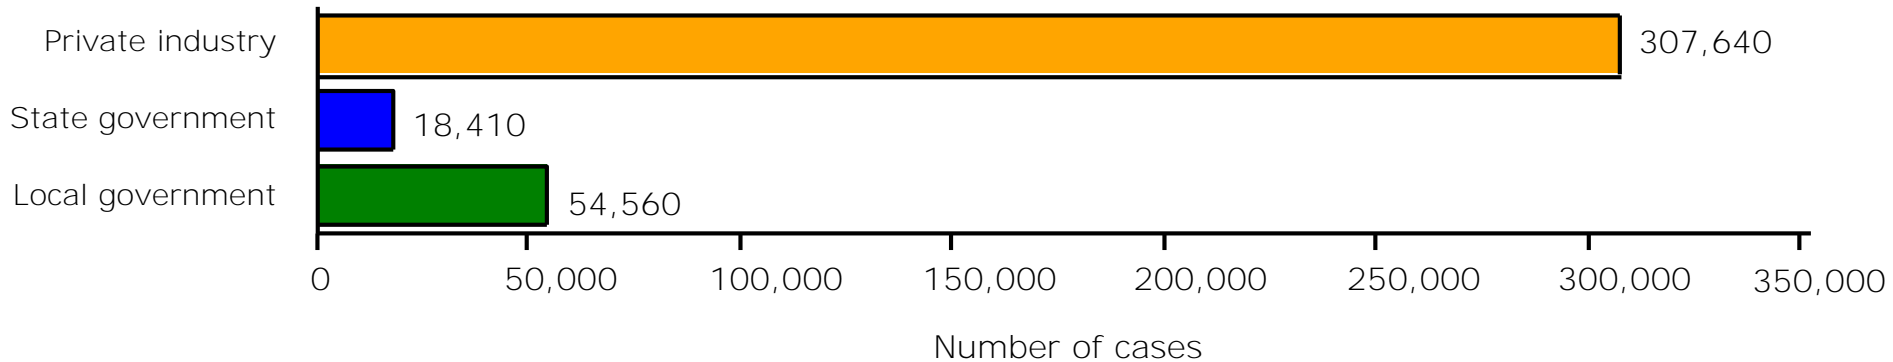 Private industry
307,640
State government
18,410
Local government
54,560
0 50,000 100,000 150,000 200,000 250,000 300,000 350,000
Number of cases